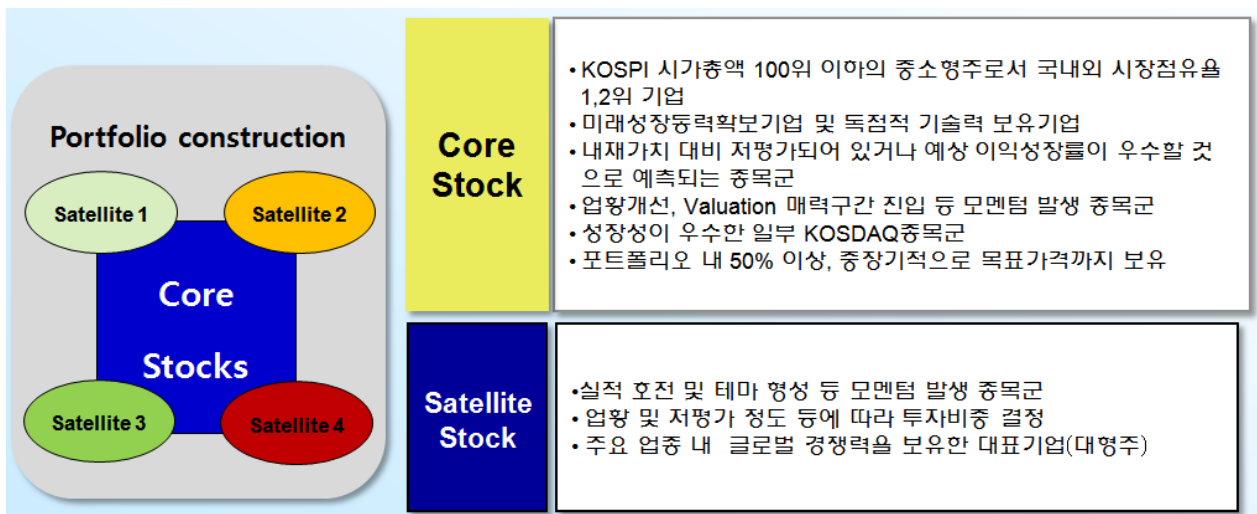 Portfolio construction
Satellite 1
Satellite 2
Core
Stocks
Satellite 3
Satellite 4
Core
Stock
• KOSPI 시가총액 100위 이하의 중소형주로서 국내외 시장점유율
1,2위 기업
• 미래성장동력확보기업 및 독점적 기술력 보유기업
• 내재가치 대비 저평가되어 있거나 예상 이익성장률이 우수할 것
으로 예측되는 종목군
• 업황개선, Valuation 매력구간 진입 등 모멘텀 발생 종목군
• 성장성이 우수한 일부 KOSDAQ종목군
• 포트폴리오 내 50% 이상, 중장기적으로 목표가격까지 보유
Satellite
Stock
•실적 호전 및 테마 형성 등 모멘텀 발생 종목군
• 업황 및 저평가 정도 등에 따라 투자비중 결정
• 주요 업종 내 글로벌 경쟁력을 보유한 대표기업(대형주)